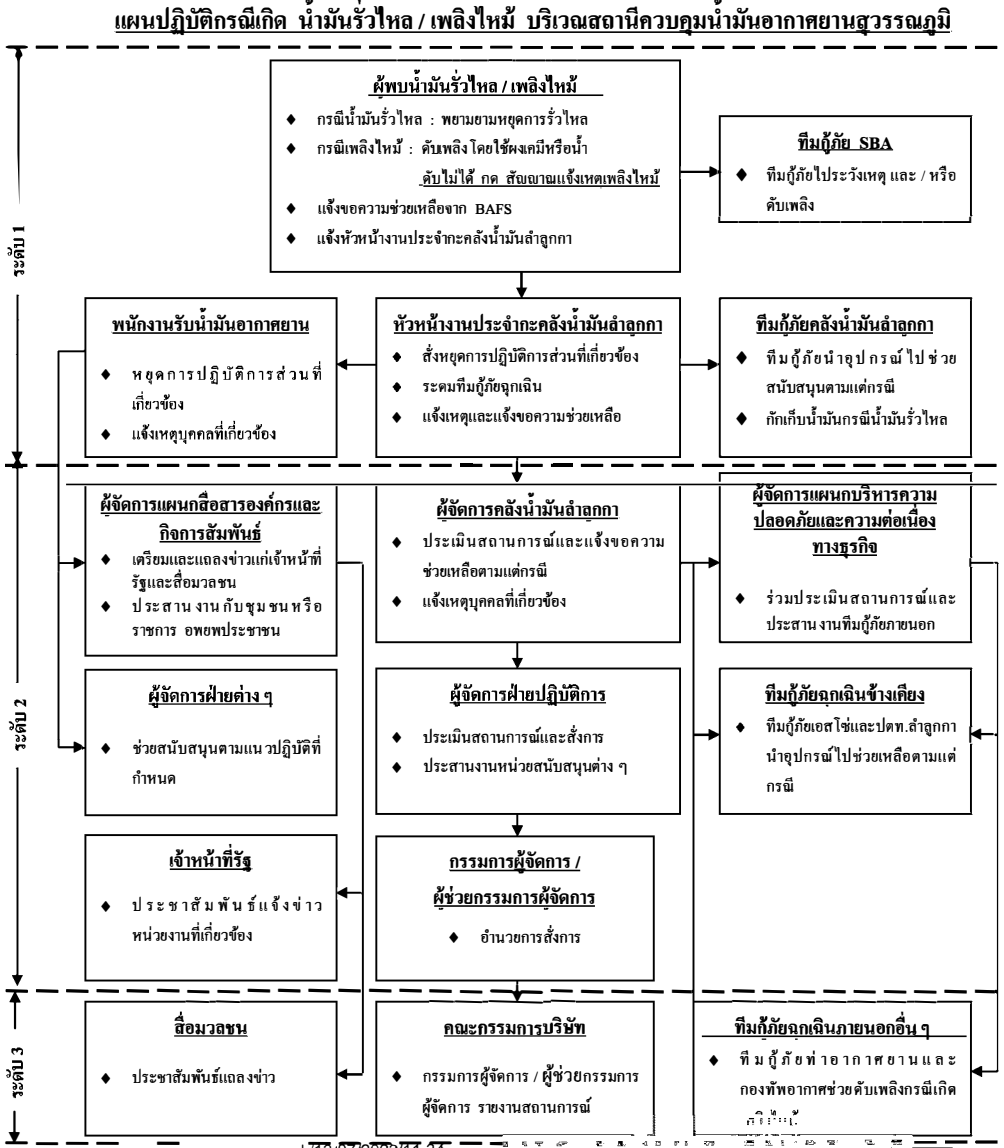 แผนปฏิบัติกรณีเกิด น้ำมันรั่วไหล / เพลิงไหม้ บริเวณสถานีควบคุมน้ำมันอากาศยานสุวรรณภูมิ
ระดับ 1
ผู้พบน้ำมันรั่วไหล / เพลิงไหม้
♦ กรณีน้ำมันรั่วไหล : พยามยามหยุดการรั่วไหล
♦ กรณีเพลิงไหม้ : ดับเพลิงโดยใช้ผงเคมีหรือน้ำ
ดับไม่ได้ กด สัญญาณแจ้งเหตุเพลิงไหม้
♦ แจ้งขอความช่วยเหลือจาก BAFS
♦ แจ้งหัวหน้างานประจำกะคลังน้ำมันลำลูกกา
ทีมกู้ภัย SBA
♦ ทีมกู้ภัยไประวังเหตุ และ / หรือ
ดับเพลิง
พนักงานรับน้ำมันอากาศยาน
♦ หยุดการปฏิบัติการส่วนที่
เกี่ยวข้อง
♦ แจ้งเหตุบุคคลที่เกี่ยวข้อง
หัวหน้างานประจำกะคลังน้ำมันลำลูกกา
♦ สั่งหยุดการปฏิบัติการส่วนที่เกี่ยวข้อง
♦ ระดมทีมกู้ภัยฉุกเฉิน
♦ แจ้งเหตุและแจ้งขอความช่วยเหลือ
ทีมกู้ภัยคลังน้ำมันลำลูกกา
♦ ทีมกู้ภัยนำอุปกรณ์ไปช่วย
สนับสนุนตามแต่กรณี
♦ กักเก็บน้ำมันกรณีน้ำมันรั่วไหล
ระดับ 2
ผู้จัดการแผนกสื่อสารองค์กรและ
กิจการสัมพันธ์
♦ เตรียมและแถลงข่าวแก่เจ้าหน้าที่
รัฐและสื่อมวลชน
♦ ประสานงานกับชุมชนหรือ
ราชการ อพยพประชาชน
ผู้จัดการคลังน้ำมันลำลูกกา
♦ ประเมินสถานการณ์และแจ้งขอความ
ช่วยเหลือตามแต่กรณี
♦ แจ้งเหตุบุคคลที่เกี่ยวข้อง
ผู้จัดการแผนกบริหารความ
ปลอดภัยและความต่อเนื่อง
ทางธุรกิจ
♦ ร่วมประเมินสถานการณ์และ
ประสานงานทีมกู้ภัยภายนอก
ผู้จัดการฝ่ายต่าง ๆ
♦ ช่วยสนับสนุนตามแนวปฏิบัติที่
กำหนด
ผู้จัดการฝ่ายปฏิบัติการ
♦ ประเมินสถานการณ์และสั่งการ
♦ ประสานงานหน่วยสนับสนุนต่าง ๆ
ทีมกู้ภัยฉุกเฉินข้างเคียง
♦ ทีมกู้ภัยเอสโซ่และปตท.ลำลูกกา
นำอุปกรณ์ไปช่วยเหลือตามแต่
กรณี
เจ้าหน้าที่รัฐ
♦ ประชาสัมพันธ์แจ้งข่าว
หน่วยงานที่เกี่ยวข้อง
กรรมการผู้จัดการ /
ผู้ช่วยกรรมการผู้จัดการ
♦ อำนวยการสั่งการ
ระดับ 3
สื่อมวลชน
♦ ประชาสัมพันธ์แถลงข่าว
คณะกรรมการบริษัท
♦ กรรมการผู้จัดการ / ผู้ช่วยกรรมการ
ผู้จัดการ รายงานสถานการณ์
ทีมกู้ภัยฉุกเฉินภายนอกอื่น ๆ
♦ ทีมกู้ภัยท่าอากาศยานและ
กองทัพอากาศช่วยดับเพลิงกรณีเกิด